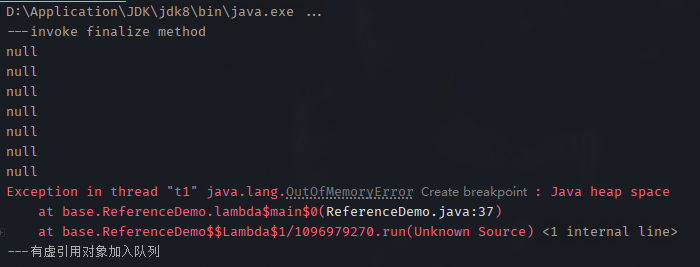 D:\Application\JDK\jdk8\bin\java.exe ...
---invoke finalize method
null
null
null
null
null
null
null
Exception in thread "t1" java.lang.OutOfMemoryError Create breakpoint : Java heap space
at base.ReferenceDemo.lambda$main$0(ReferenceDemo.java:37)
at base.ReferenceDemo$$Lambda$1/1096979270.run(Unknown Source) <1 internal line>
---有虚引用对象加入队列